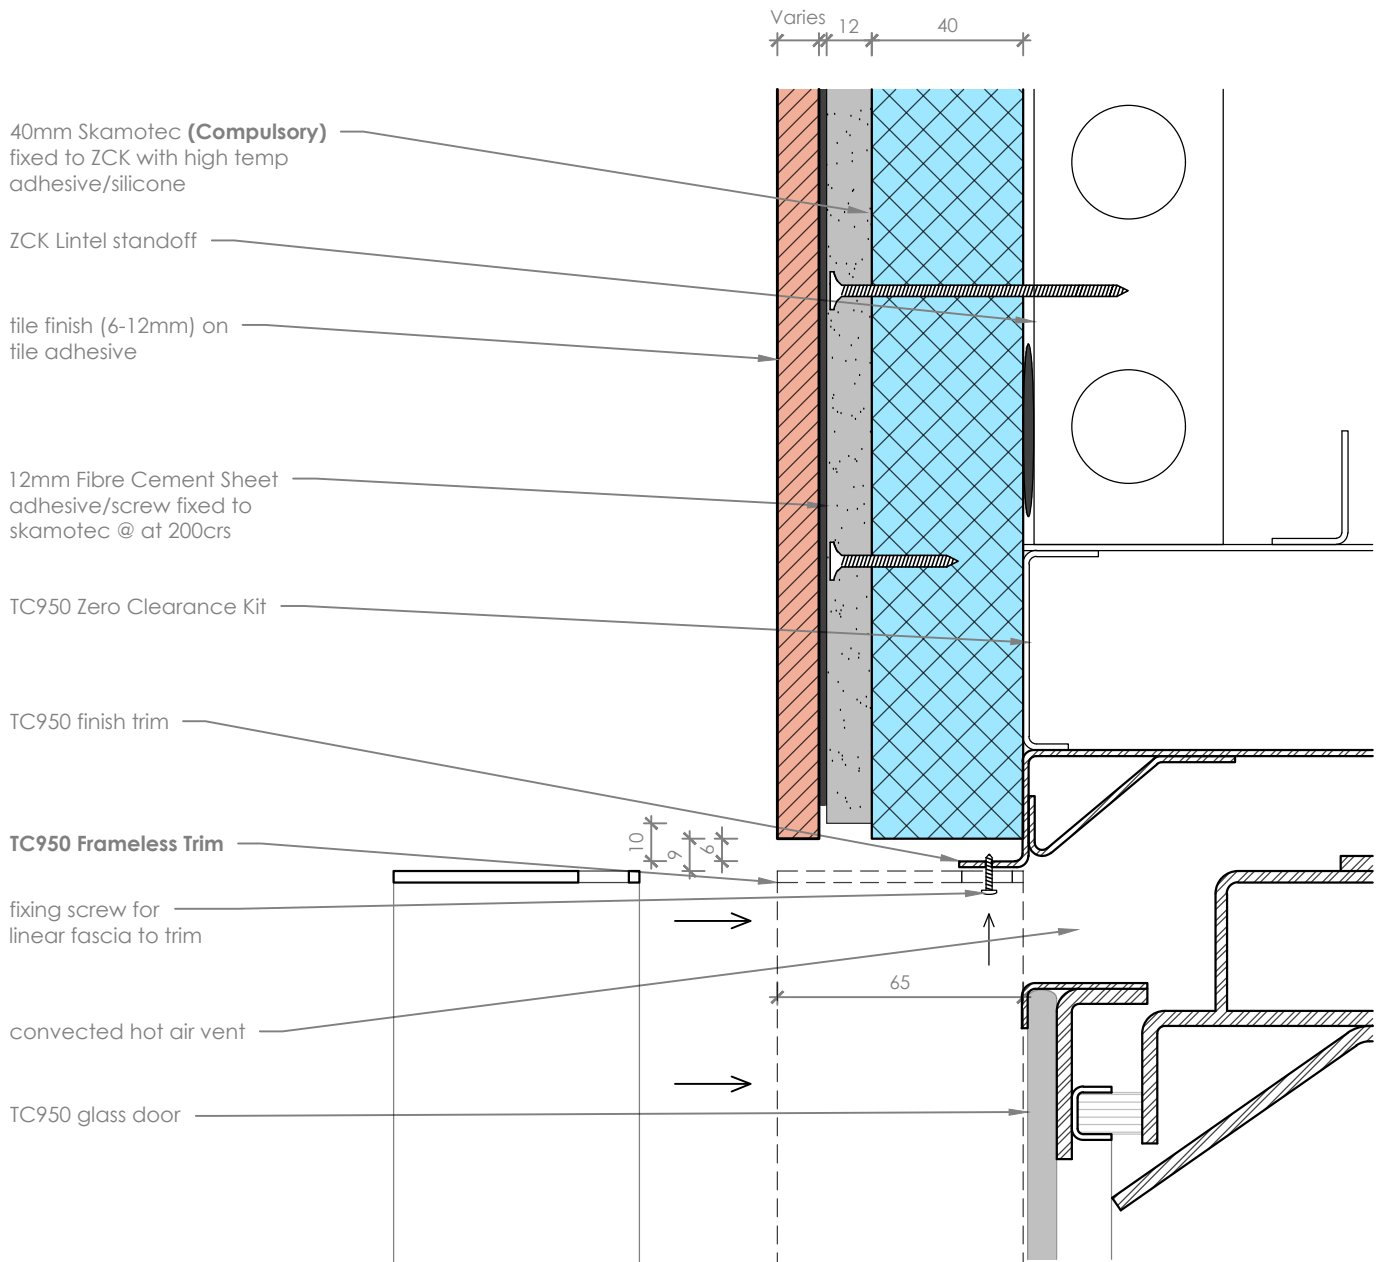 Varies
12
40
40mm Skamotec (Compulsory)
fixed to ZCK with high temp
adhesive/silicone
ZCK Lintel standoff
tile finish (6-12mm) on
tile adhesive
12mm Fibre Cement Sheet
adhesive/screw fixed to
skamotec @ at 200crs
TC950 Zero Clearance Kit
TC950 finish trim
TC950 Frameless Trim
10
9
6
fixing screw for
linear fascia to trim
65
convected hot air vent
TC950 glass door